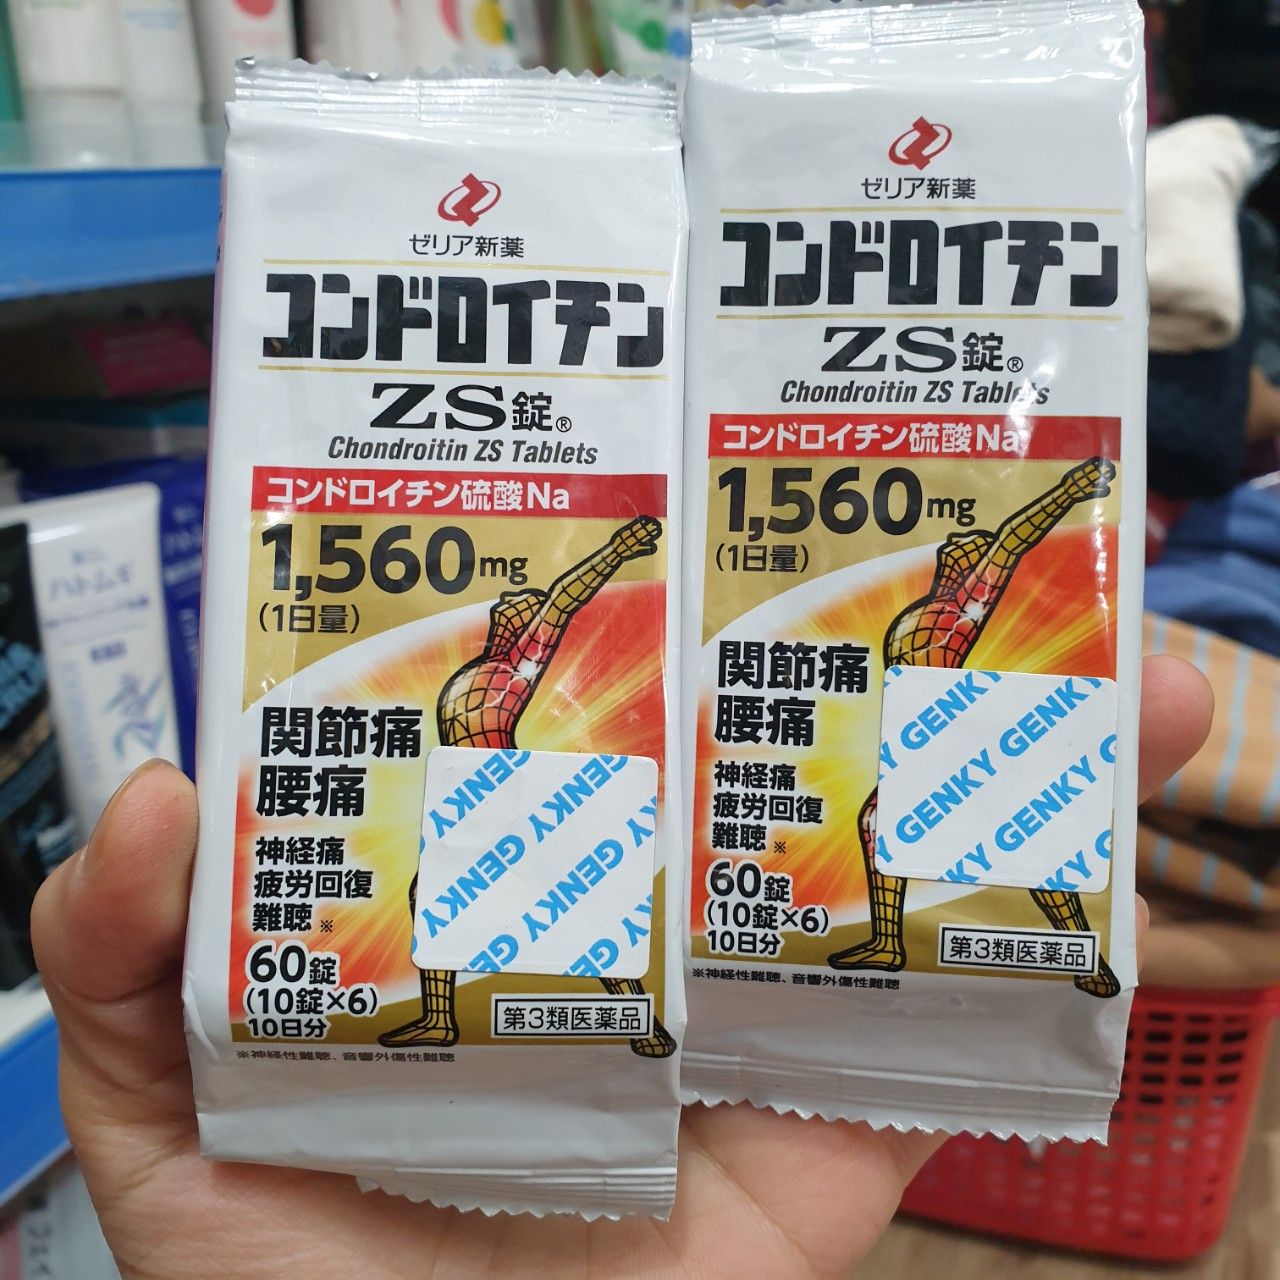 ゼリア新薬
コンドロイチン
ZS錠®
Chondroitin ZS Tablets
コンドロイチン硫酸Na
1,560mg
(1日量)
関節痛
腰痛
神経痛
疲労回復
難聴※
60錠
(10錠×6)
10日分
第3類医薬品
※神経性難聴、音響外傷性難聴
GENKY GENKY
GENKY GENKY
ゼリア新薬
コンドロイチン
ZS錠®
Chondroitin ZS Tablets
コンドロイチン硫酸Na
1,560mg
(1日量)
関節痛
腰痛
神経痛
疲労回復
難聴※
60錠
(10錠×6)
10日分
第3類医薬品
※神経性難聴、音響外傷性難聴
GENKY GENKY
GENKY GENKY
ハトムギ